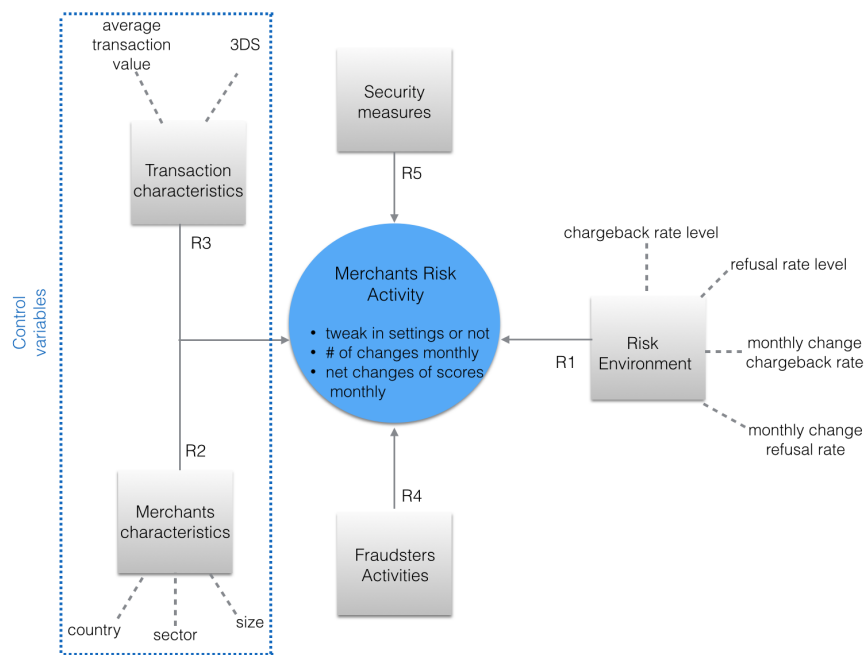 average
transaction
value
3DS
Transaction
characteristics
R3
Control
variables
R2
Merchants
characteristics
country
sector
size
Security
measures
R5
Merchants Risk
Activity
• tweak in settings or not
• # of changes monthly
• net changes of scores
monthly
R4
Fraudsters
Activities
chargeback rate level
refusal rate level
Risk
Environment
R1
monthly change
chargeback rate
monthly change
refusal rate